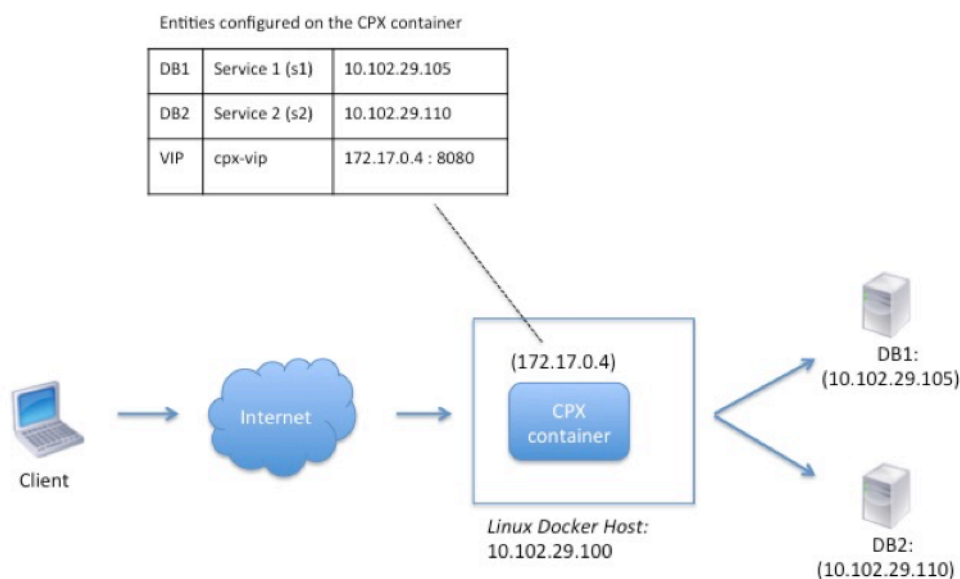 Entities configured on the CPX container
DB1 Service 1 (s1) 10.102.29.105
DB2 Service 2 (s2) 10.102.29.110
VIP cpx-vip 172.17.0.4 : 8080
(172.17.0.4)
CPX
container
Internet
Client
Linux Docker Host:
10.102.29.100
DB1:
(10.102.29.105)
DB2:
(10.102.29.110)